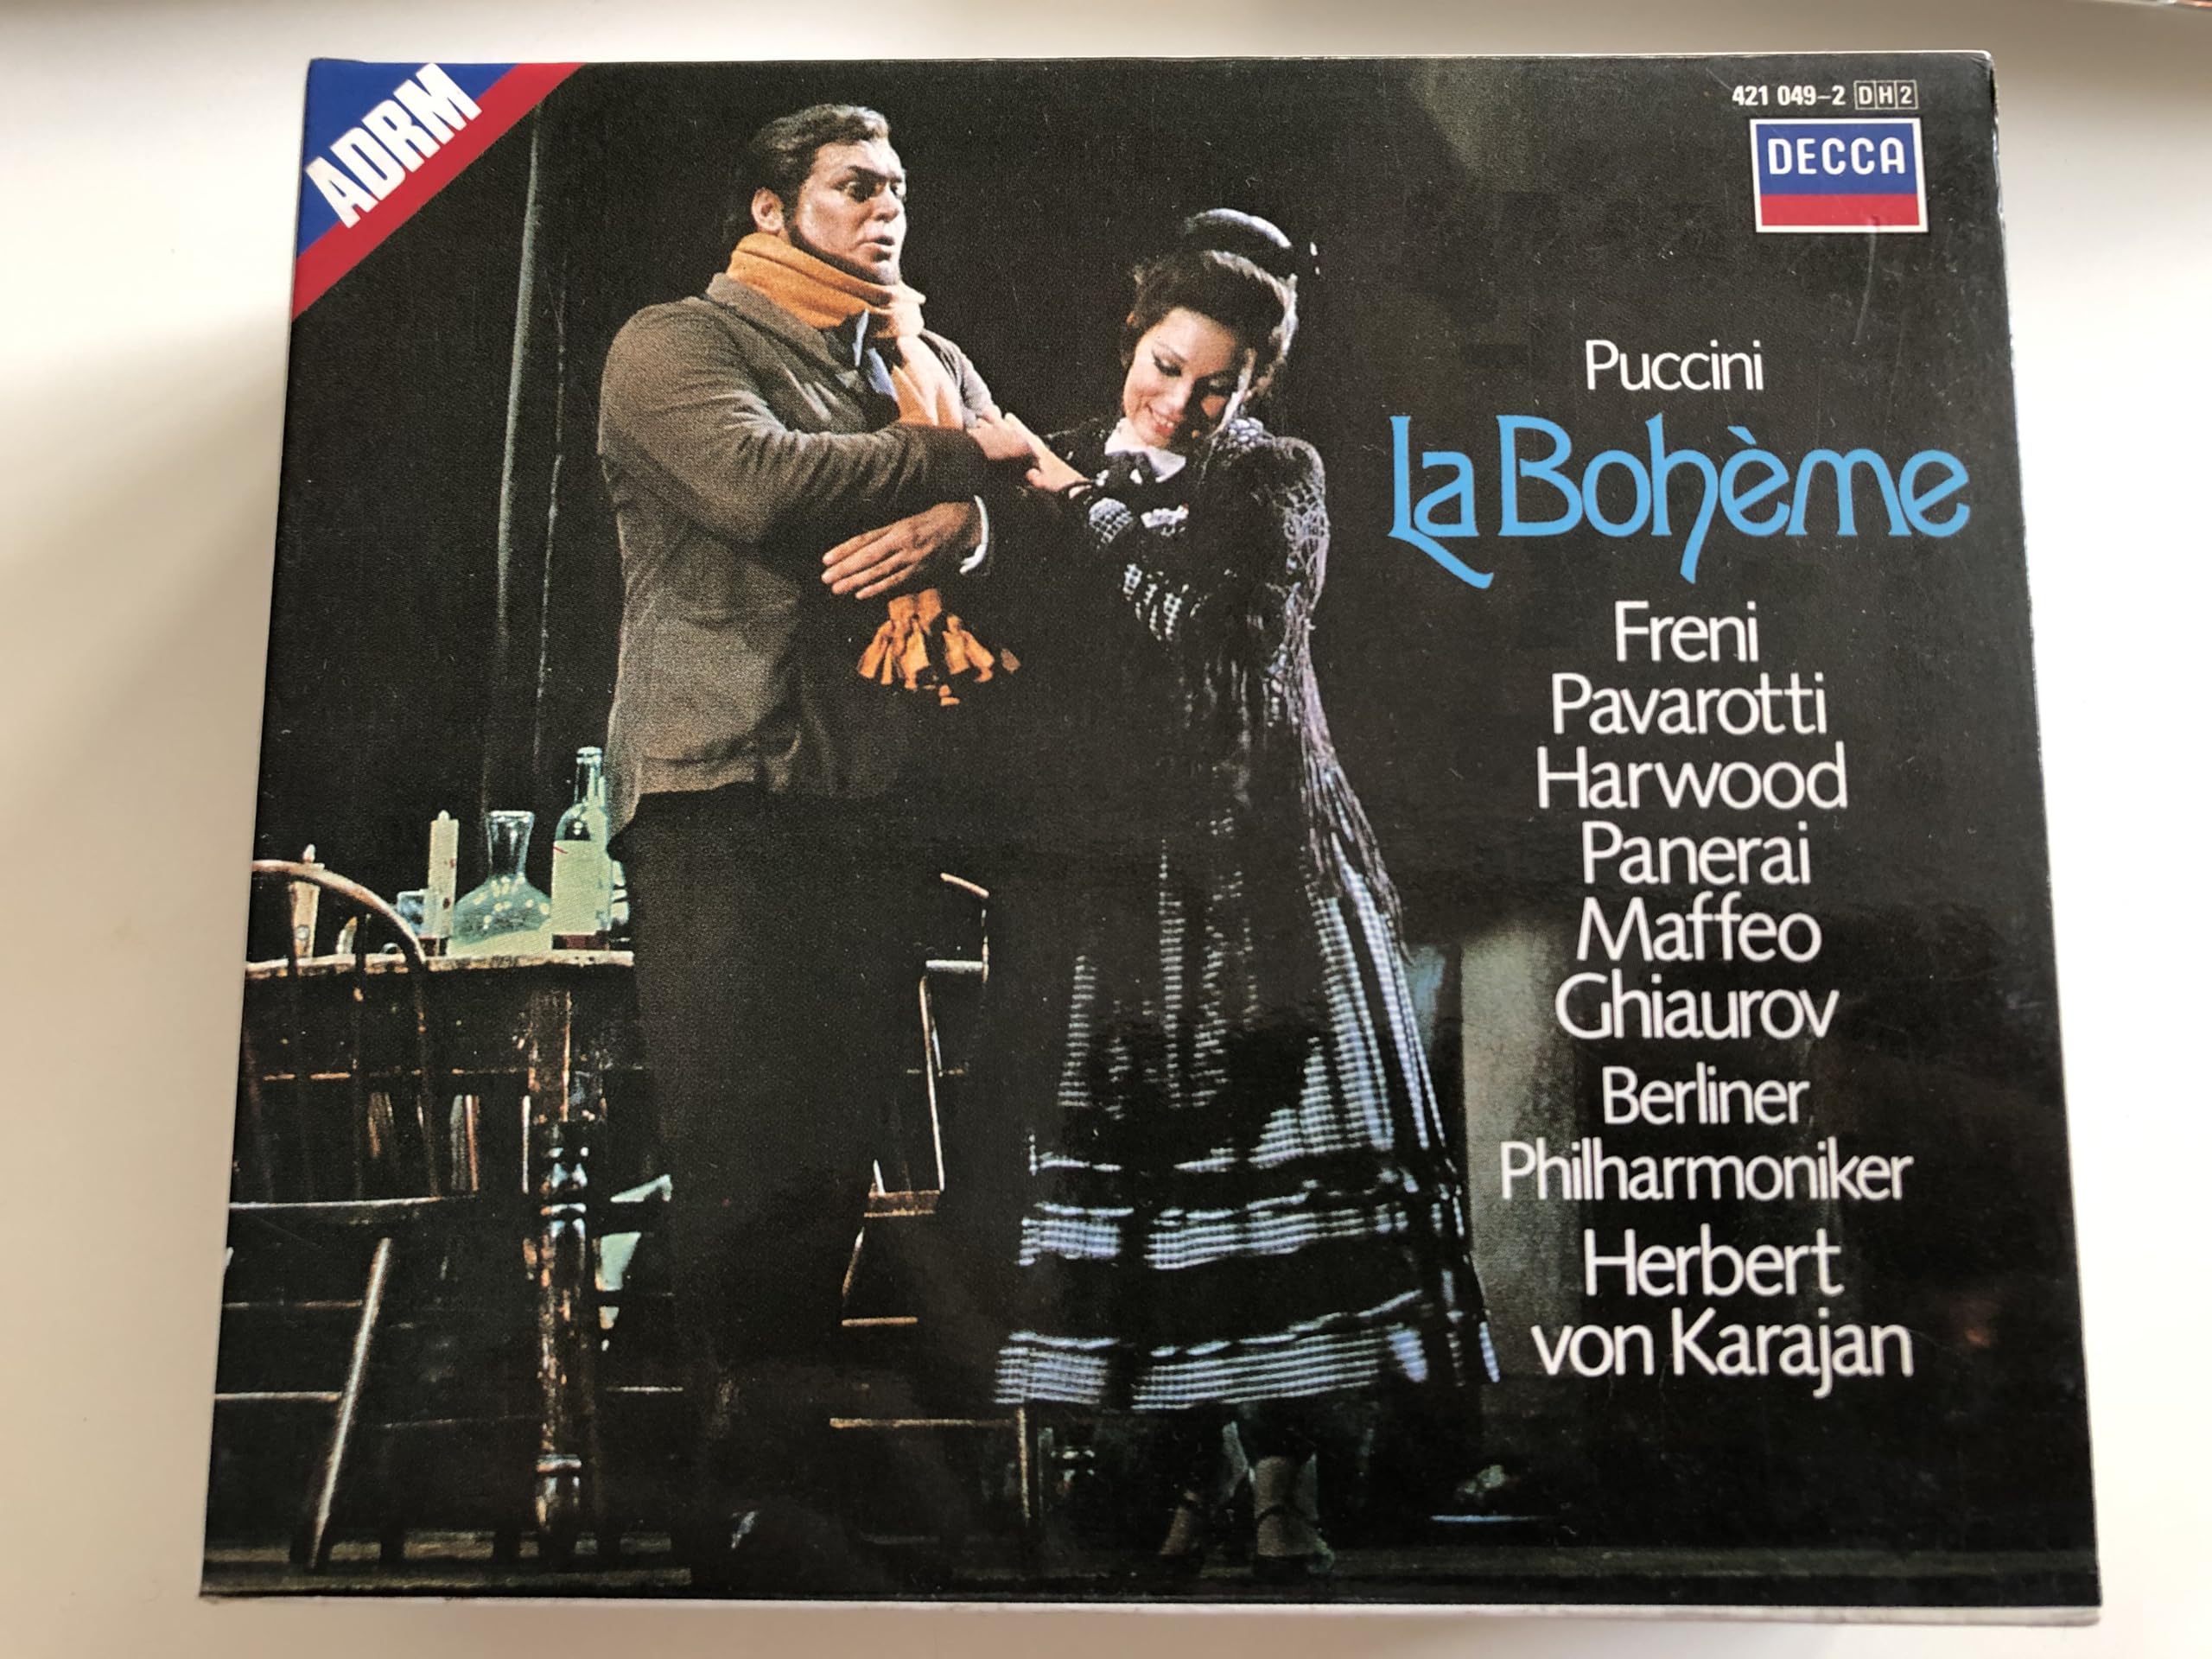 ADRM
421 049-2 DH2
DECCA
Puccini
La Bohème
Freni
Pavarotti
Harwood
Panerai
Maffeo
Ghiaurov
Berliner
Philharmoniker
Herbert
von Karajan